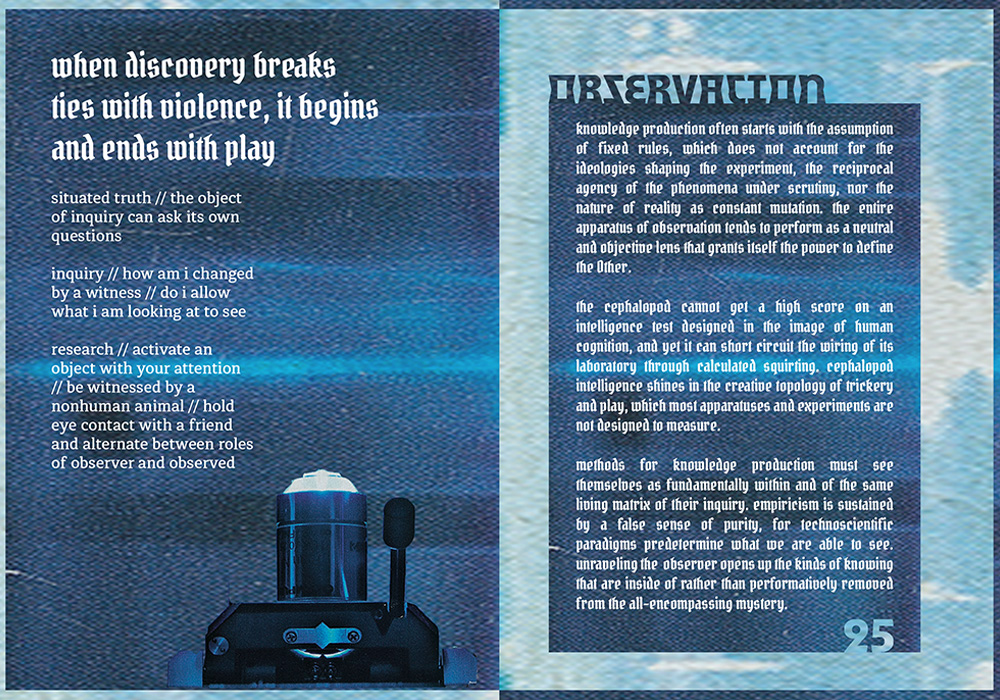 when discovery breaks
ties with violence, it begins
and ends with play
situated truth // the object
of inquiry can ask its own
questions
inquiry // how am i changed
by a witness // do i allow
what i am looking at to see
research // activate an
object with your attention
// be witnessed by a
nonhuman animal // hold
eye contact with a friend
and alternate between roles
of observer and observed
OBSERVATION
knowledge production often starts with the assumption
of fixed rules, which does not account for the
ideologies shaping the experiment, the reciprocal
agency of the phenomena under scrutiny, nor the
nature of reality as constant mutation. the entire
apparatus of observation tends to perform as a neutral
and objective lens that grants itself the power to define
the Other.
the cephalopod cannot get a high score on an
intelligence test designed in the image of human
cognition, and yet it can short circuit the wiring of its
laboratory through calculated squirting. cephalopod
intelligence shines in the creative topology of trickery
and play, which most apparatuses and experiments are
not designed to measure.
methods for knowledge production must see
themselves as fundamentally within and of the same
living matrix of their inquiry. empiricism is sustained
by a false sense of purity, for technoscientific
paradigms predetermine what we are able to see.
unraveling the observer opens up the kinds of knowing
that are inside of rather than performatively removed
from the all-encompassing mystery.
25